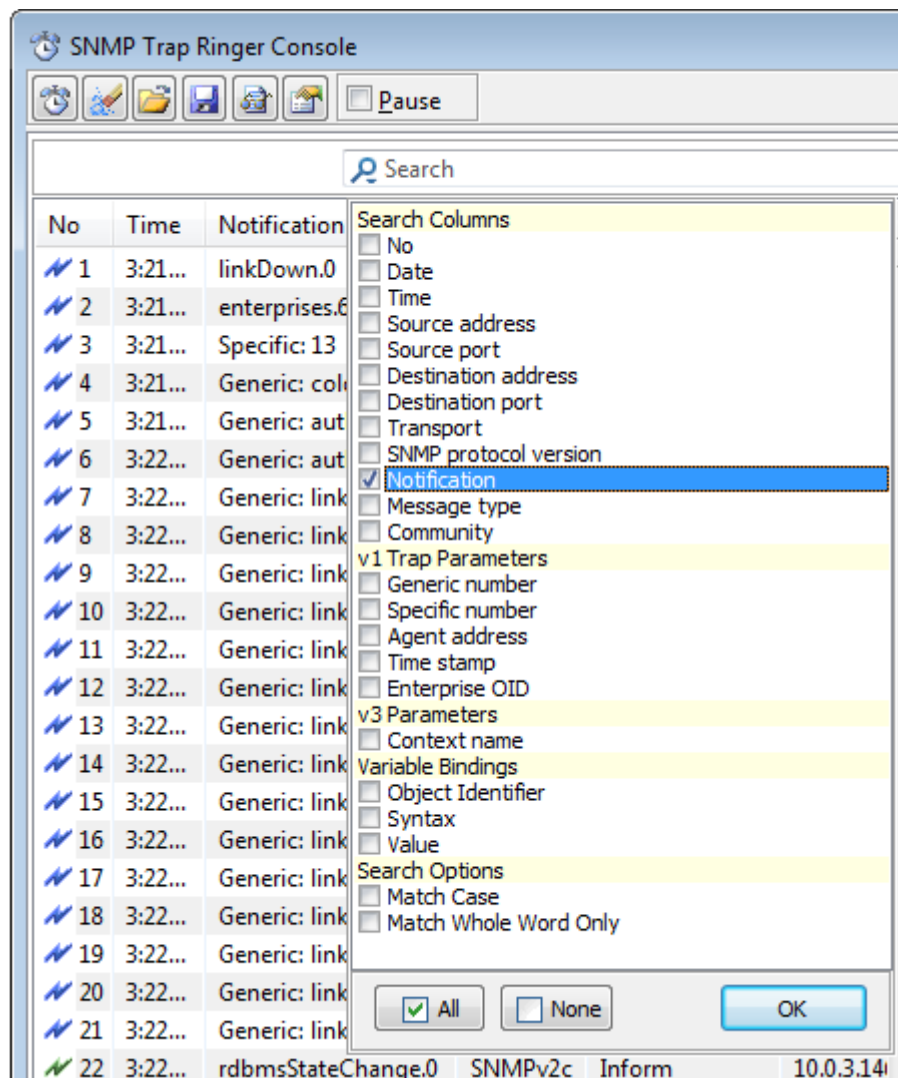 SNMP Trap Ringer Console
Pause
Search
No Time Notification
1 3:21... linkDown.0
2 3:21... enterprises.6
3 3:21... Specific: 13
4 3:21... Generic: col
5 3:21... Generic: aut
6 3:22... Generic: aut
7 3:22... Generic: link
8 3:22... Generic: link
9 3:22... Generic: link
10 3:22... Generic: link
11 3:22... Generic: link
12 3:22... Generic: link
13 3:22... Generic: link
14 3:22... Generic: link
15 3:22... Generic: link
16 3:22... Generic: link
17 3:22... Generic: link
18 3:22... Generic: link
19 3:22... Generic: link
20 3:22... Generic: link
21 3:22... Generic: link
22 3:22... rdbmsStateChange.0 SNMPv2c Inform 10.0.3.14
Search Columns
No
Date
Time
Source address
Source port
Destination address
Destination port
Transport
SNMP protocol version
Notification
Message type
Community
v1 Trap Parameters
Generic number
Specific number
Agent address
Time stamp
Enterprise OID
v3 Parameters
Context name
Variable Bindings
Object Identifier
Syntax
Value
Search Options
Match Case
Match Whole Word Only
All None OK